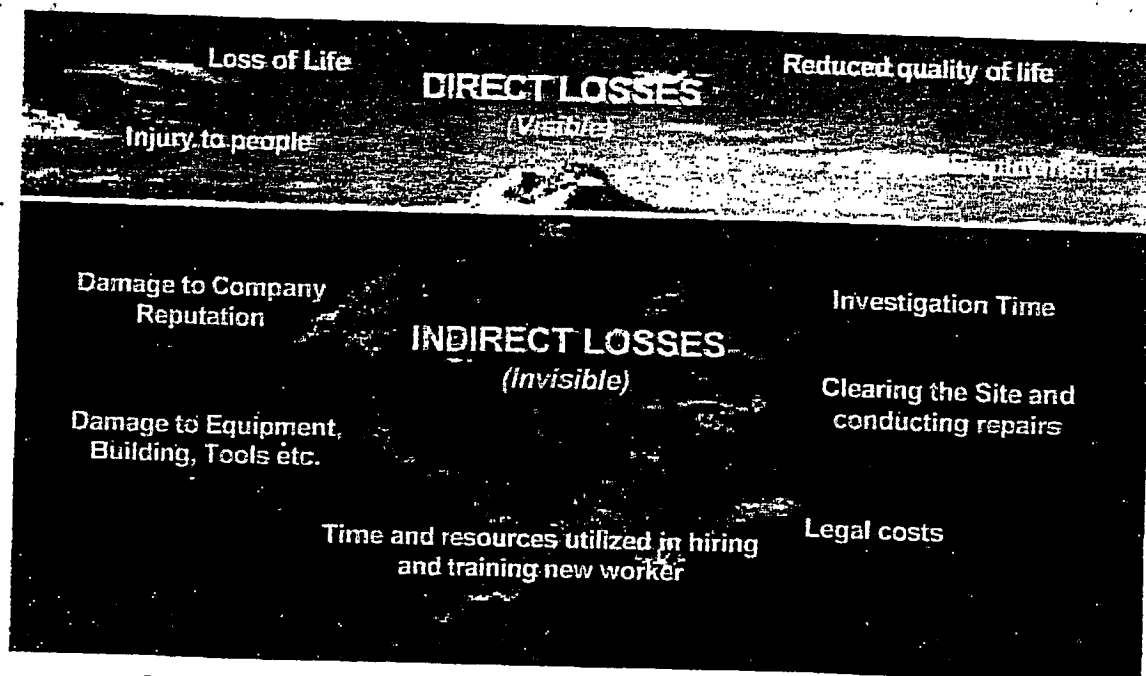 Loss of Life
DIRECT LOSSES
(Visible)
Reduced quality of life
Injury to people
Damage to Company
Reputation
INDIRECT LOSSES
(Invisible)
Investigation Time
Clearing the Site and
conducting repairs
Damage to Equipment,
Building, Tools etc.
Time and resources utilized in hiring
and training new worker
Legal costs